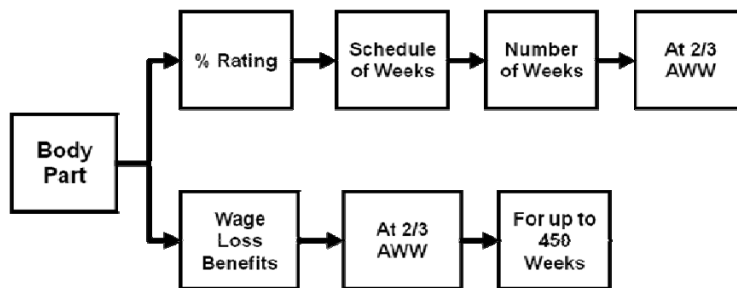 % Rating
Schedule
of Weeks
Number
of Weeks
At 2/3
AWW
Body
Part
Wage
Loss
Benefits
At 2/3
AWW
For up to
450
Weeks